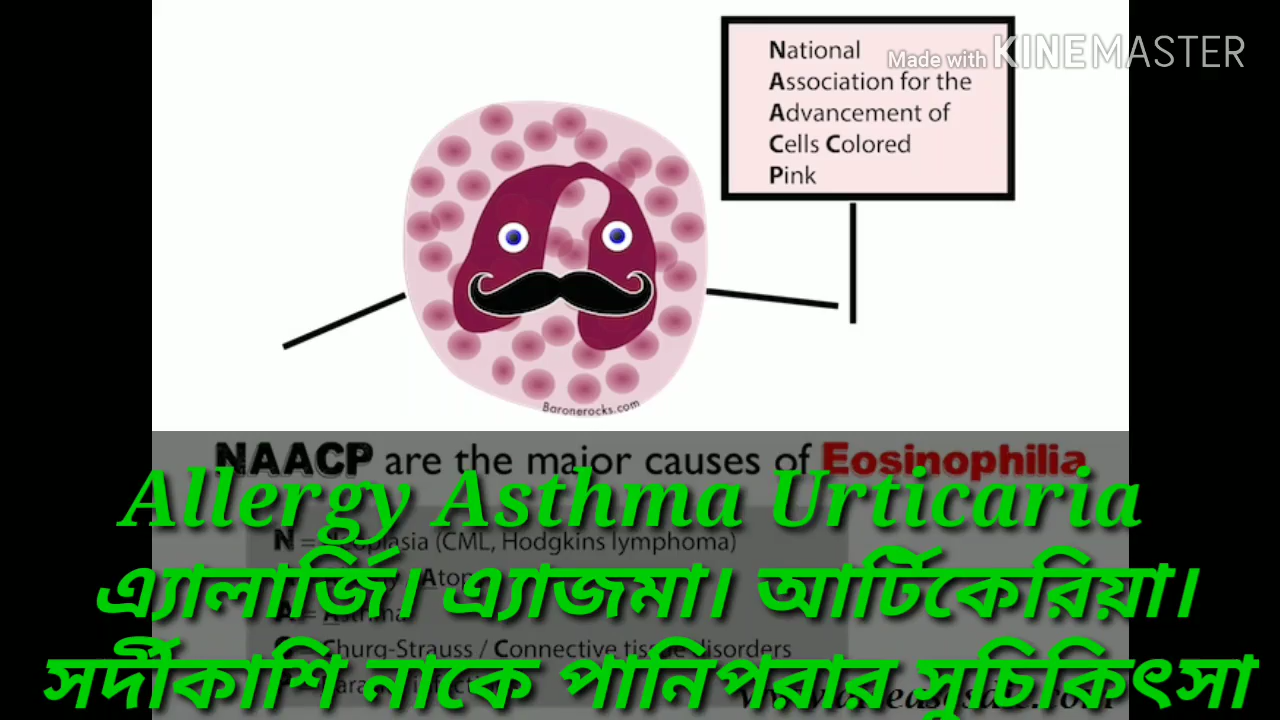 Made with KINEMASTER
National
Association for the
Advancement of
Cells Colored
Pink
Baronerocks.com
NAACP are the major causes of Eosinophilia
Allergy Asthma Urticaria
N = Neoplasia (CML, Hodgkins lymphoma)
এ্যালার্জি। এ্যাজমা। আর্টিকেরিয়া।
A = Asthma
Churg-Strauss / Connective tissue disorders
সর্দীকাশি নাকে পানিপরার সুচিকিৎসা